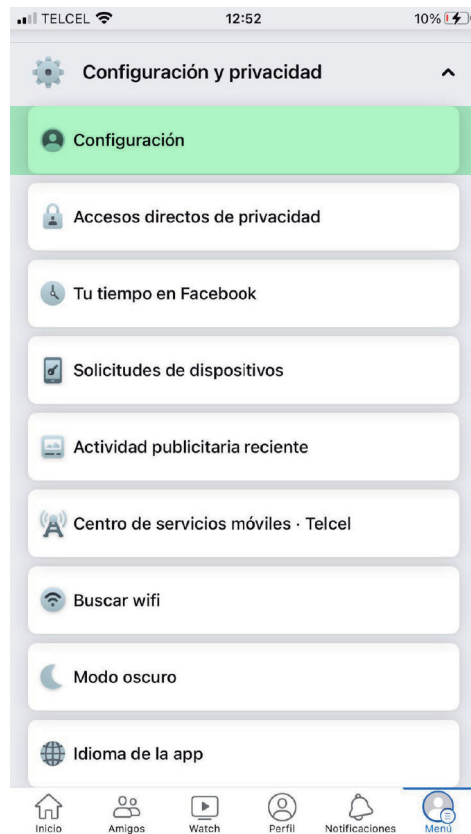 TELCEL 12:52 10%
Configuración y privacidad
Configuración
Accesos directos de privacidad
Tu tiempo en Facebook
Solicitudes de dispositivos
Actividad publicitaria reciente
Centro de servicios móviles · Telcel
Buscar wifi
Modo oscuro
Idioma de la app
Inicio Amigos Watch Perfil Notificaciones Menú